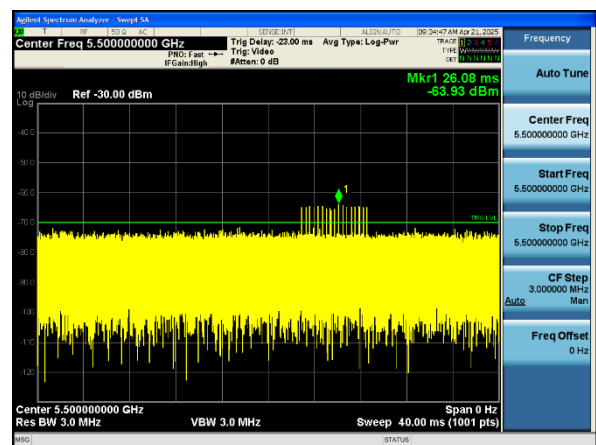 Agilent Spectrum Analyzer - Swept SA
T RF 50 Ω AC SENSE:INT ALIGN AUTO 09:34:47 AM Apr 21, 2025
Center Freq 5.500000000 GHz
PNO: Fast
IFGain:High
Trig Delay: -23.00 ms
Trig: Video
#Atten: 0 dB
Avg Type: Log-Pwr
TRACE 1 2 3 4 5 6
TYPE
DET N N N N N N
Mkr1 26.08 ms
-63.93 dBm
10 dB/div
Log
Ref -30.00 dBm
-40.0
-50.0
-60.0
-70.0
-80.0
-90.0
-100
-110
-120
1
TRIG LVL
Center 5.500000000 GHz
Res BW 3.0 MHz
VBW 3.0 MHz
Span 0 Hz
Sweep 40.00 ms (1001 pts)
MSG
STATUS
Frequency
Auto Tune
Center Freq
5.500000000 GHz
Start Freq
5.500000000 GHz
Stop Freq
5.500000000 GHz
CF Step
3.000000 MHz
Auto Man
Freq Offset
0 Hz